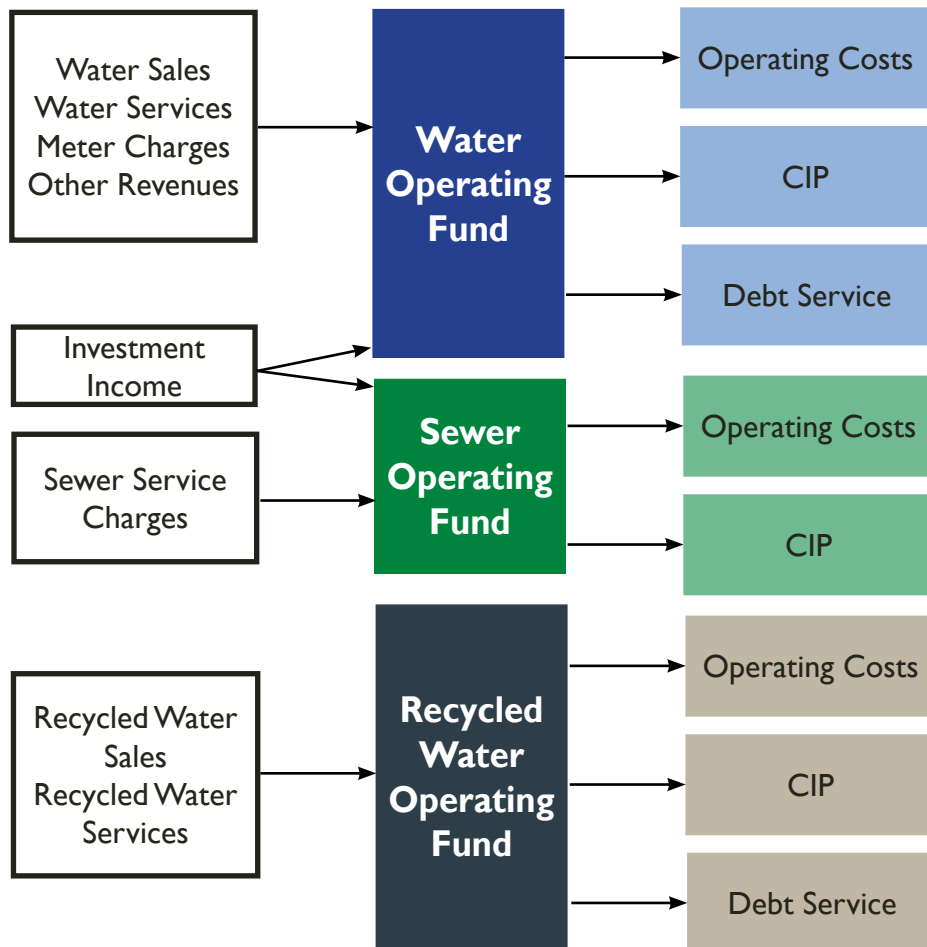 Water Sales
Water Services
Meter Charges
Other Revenues
Water
Operating
Fund
Operating Costs
CIP
Debt Service
Investment
Income
Sewer Service
Charges
Sewer
Operating
Fund
Operating Costs
CIP
Recycled Water
Sales
Recycled Water
Services
Recycled
Water
Operating
Fund
Operating Costs
CIP
Debt Service